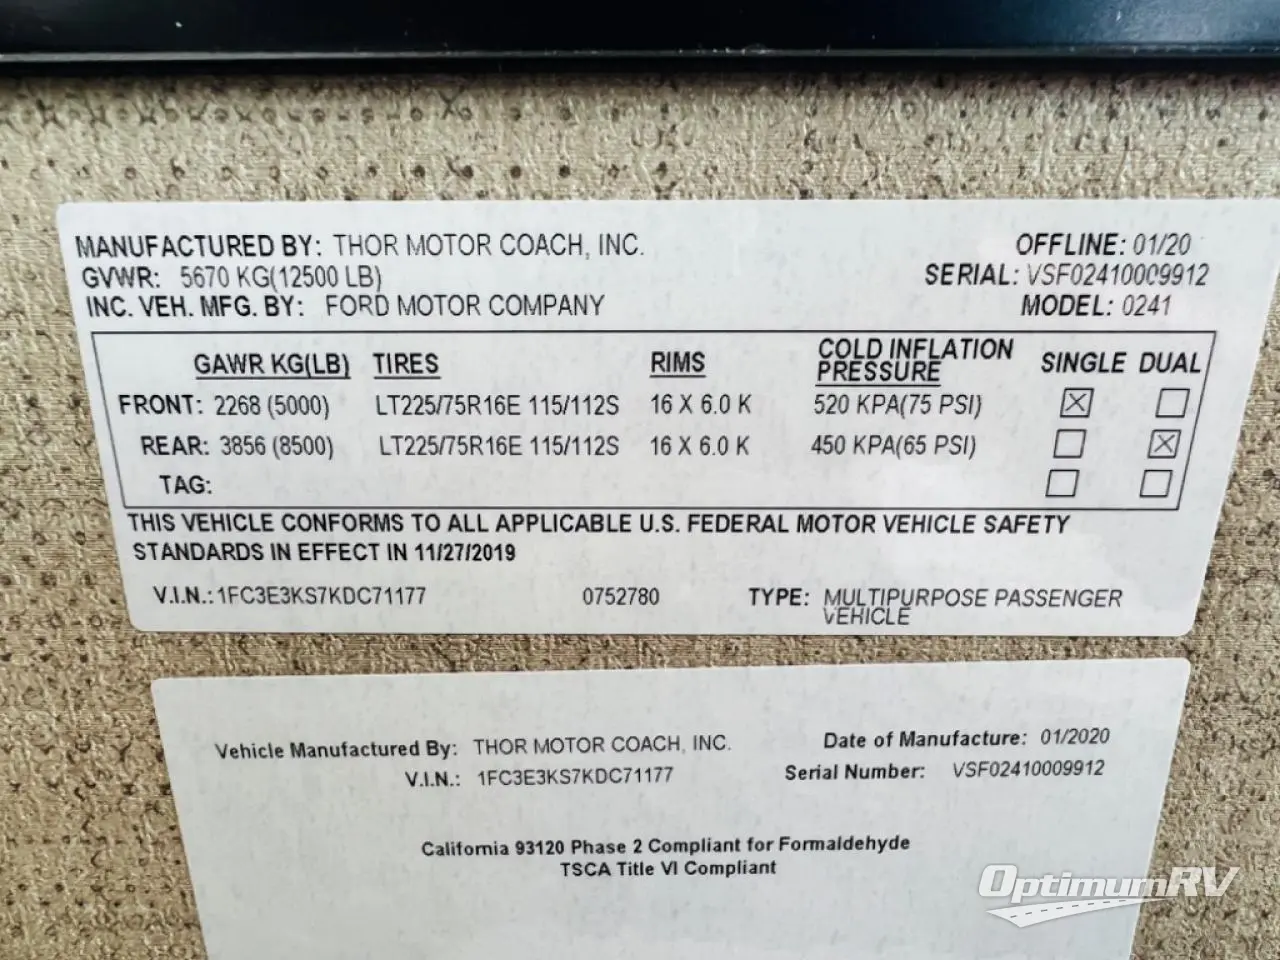 MANUFACTURED BY: THOR MOTOR COACH, INC. OFFLINE: 01/20
GVWR: 5670 KG(12500 LB) SERIAL: VSF02410009912
INC. VEH. MFG. BY: FORD MOTOR COMPANY MODEL: 0241
GAWR KG(LB) TIRES RIMS COLD INFLATION PRESSURE SINGLE DUAL
FRONT: 2268 (5000) LT225/75R16E 115/112S 16 X 6.0 K 520 KPA(75 PSI)
REAR: 3856 (8500) LT225/75R16E 115/112S 16 X 6.0 K 450 KPA(65 PSI)
TAG:
THIS VEHICLE CONFORMS TO ALL APPLICABLE U.S. FEDERAL MOTOR VEHICLE SAFETY
STANDARDS IN EFFECT IN 11/27/2019
V.I.N.: 1FC3E3KS7KDC71177 0752780 TYPE: MULTIPURPOSE PASSENGER
VEHICLE
Vehicle Manufactured By: THOR MOTOR COACH, INC. Date of Manufacture: 01/2020
V.I.N.: 1FC3E3KS7KDC71177 Serial Number: VSF02410009912
California 93120 Phase 2 Compliant for Formaldehyde
TSCA Title VI Compliant
OptimumRV